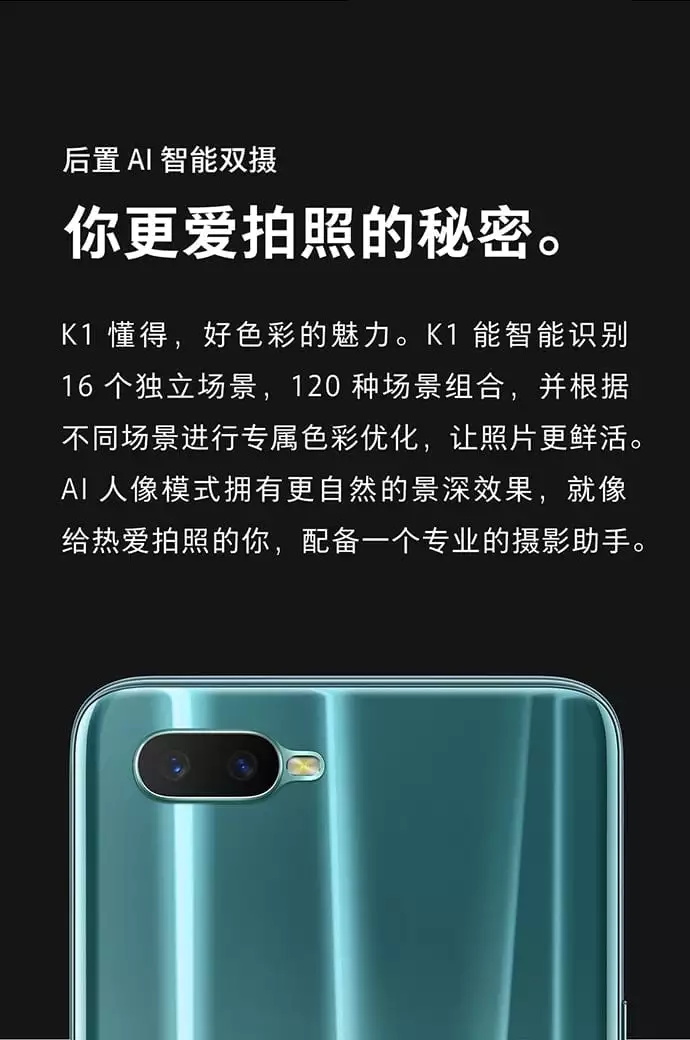 后置 AI 智能双摄
你更爱拍照的秘密。
K1 懂得，好色彩的魅力。K1 能智能识别
16 个独立场景，120 种场景组合，并根据
不同场景进行专属色彩优化，让照片更鲜活。
AI 人像模式拥有更自然的景深效果，就像
给热爱拍照的你，配备一个专业的摄影助手。